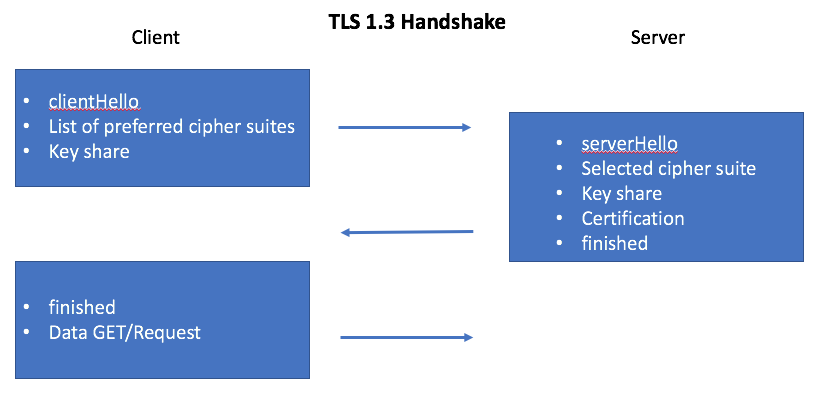 TLS 1.3 Handshake
Client
Server
• clientHello
• List of preferred cipher suites
• Key share
• serverHello
• Selected cipher suite
• Key share
• Certification
• finished
• finished
• Data GET/Request